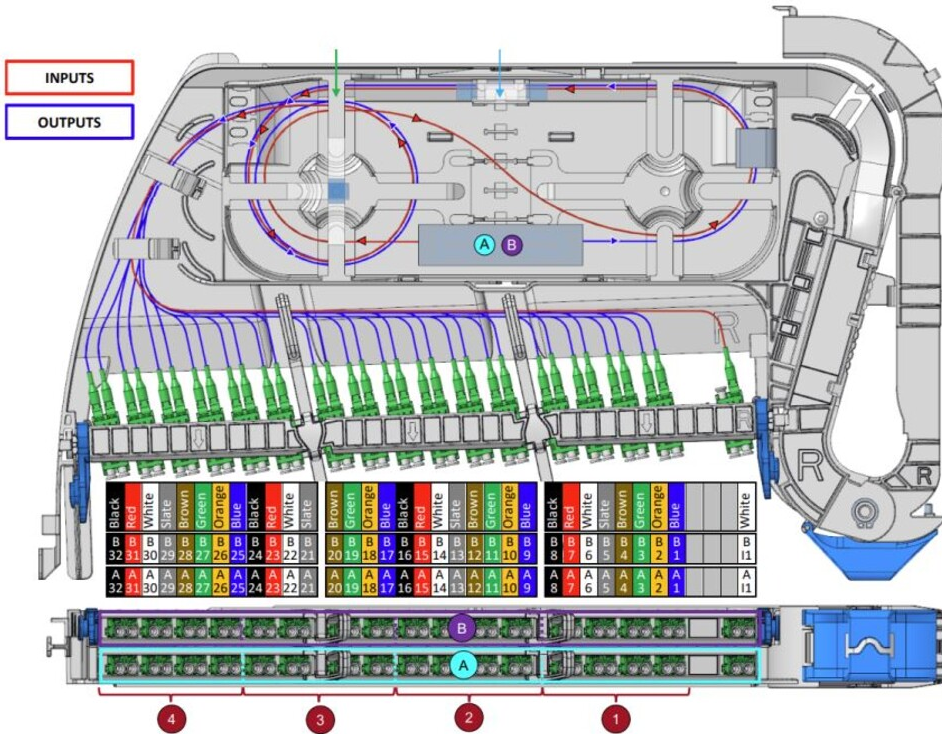 INPUTS
OUTPUTS
A B
R
R
R
R
Black Red White Slate Brown Green Orange Blue Black Red White Slate Brown Green Orange Blue Black Red White Slate Brown Green Orange Blue Black Red White Slate Brown Green Orange Blue White
B B B B B B B B B B B B B B B B B B B B B B B B B B B B B B B B B
32 31 30 29 28 27 26 25 24 23 22 21 20 19 18 17 16 15 14 13 12 11 10 9 8 7 6 5 4 3 2 1 I1
A A A A A A A A A A A A A A A A A A A A A A A A A A A A A A A A A
32 31 30 29 28 27 26 25 24 23 22 21 20 19 18 17 16 15 14 13 12 11 10 9 8 7 6 5 4 3 2 1 I1
B
A
4 3 2 1